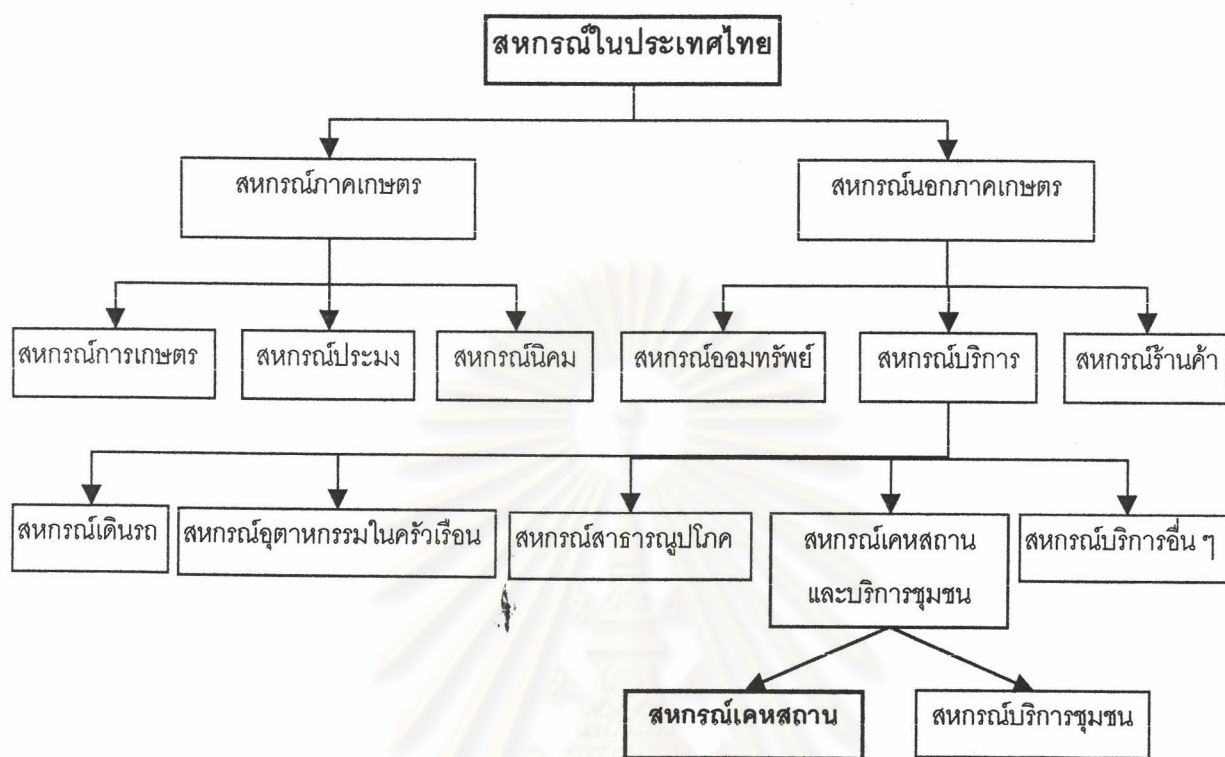 สหกรณ์ในประเทศไทย
สหกรณ์ภาคเกษตร
สหกรณ์นอกภาคเกษตร
สหกรณ์การเกษตร
สหกรณ์ประมง
สหกรณ์นิคม
สหกรณ์ออมทรัพย์
สหกรณ์บริการ
สหกรณ์ร้านค้า
สหกรณ์เดินรถ
สหกรณ์อุตาหกรรมในครัวเรือน
สหกรณ์สาธารณูปโภค
สหกรณ์เคหสถาน
และบริการชุมชน
สหกรณ์บริการอื่น ๆ
สหกรณ์เคหสถาน
สหกรณ์บริการชุมชน